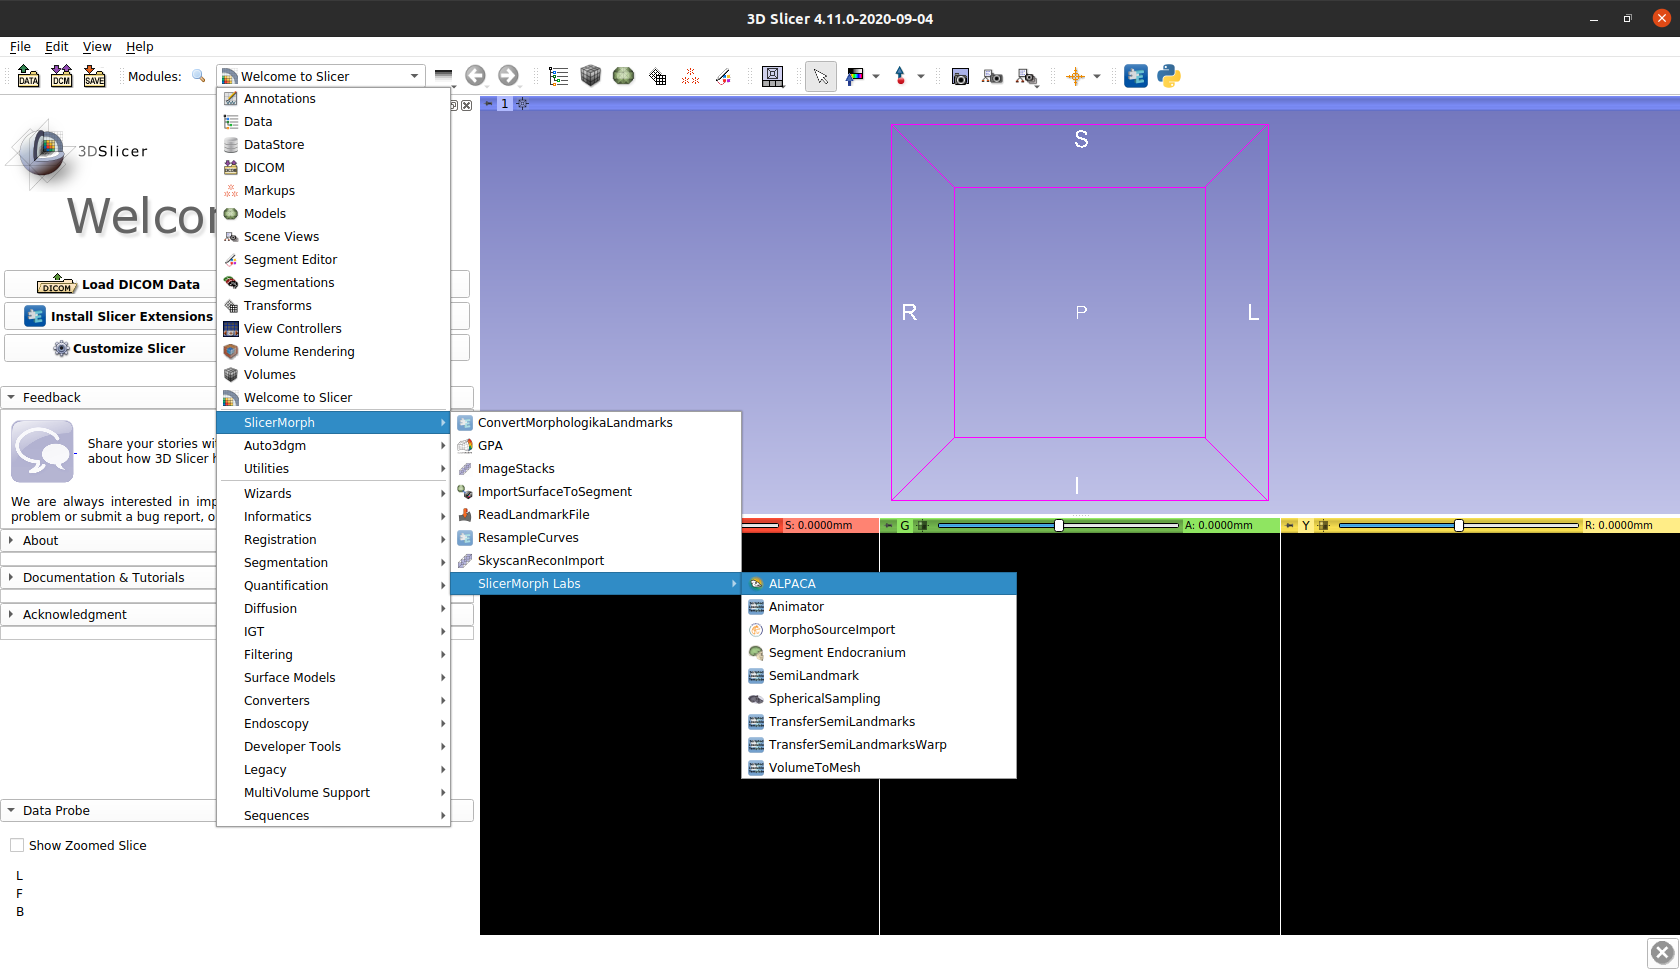 3D Slicer 4.11.0-2020-09-04
File Edit View Help
DATA DCM SAVE Modules: Welcome to Slicer
1
3DSlicer
Welcom
Load DICOM Data
Install Slicer Extensions
Customize Slicer
Feedback
Share your stories wi
about how 3D Slicer h
We are always interested in imp
problem or submit a bug report, o
About
Documentation & Tutorials
Acknowledgment
Data Probe
Show Zoomed Slice
L
F
B
Annotations
Data
DataStore
DICOM
Markups
Models
Scene Views
Segment Editor
Segmentations
Transforms
View Controllers
Volume Rendering
Volumes
Welcome to Slicer
SlicerMorph
Auto3dgm
Utilities
Wizards
Informatics
Registration
Segmentation
Quantification
Diffusion
IGT
Filtering
Surface Models
Converters
Endoscopy
Developer Tools
Legacy
MultiVolume Support
Sequences
ConvertMorphologikaLandmarks
GPA
ImageStacks
ImportSurfaceToSegment
ReadLandmarkFile
ResampleCurves
SkyscanReconImport
SlicerMorph Labs
ALPACA
Animator
MorphoSourceImport
Segment Endocranium
SemiLandmark
SphericalSampling
TransferSemiLandmarks
TransferSemiLandmarksWarp
VolumeToMesh
S
R P L
I
S: 0.0000mm G A: 0.0000mm Y R: 0.0000mm